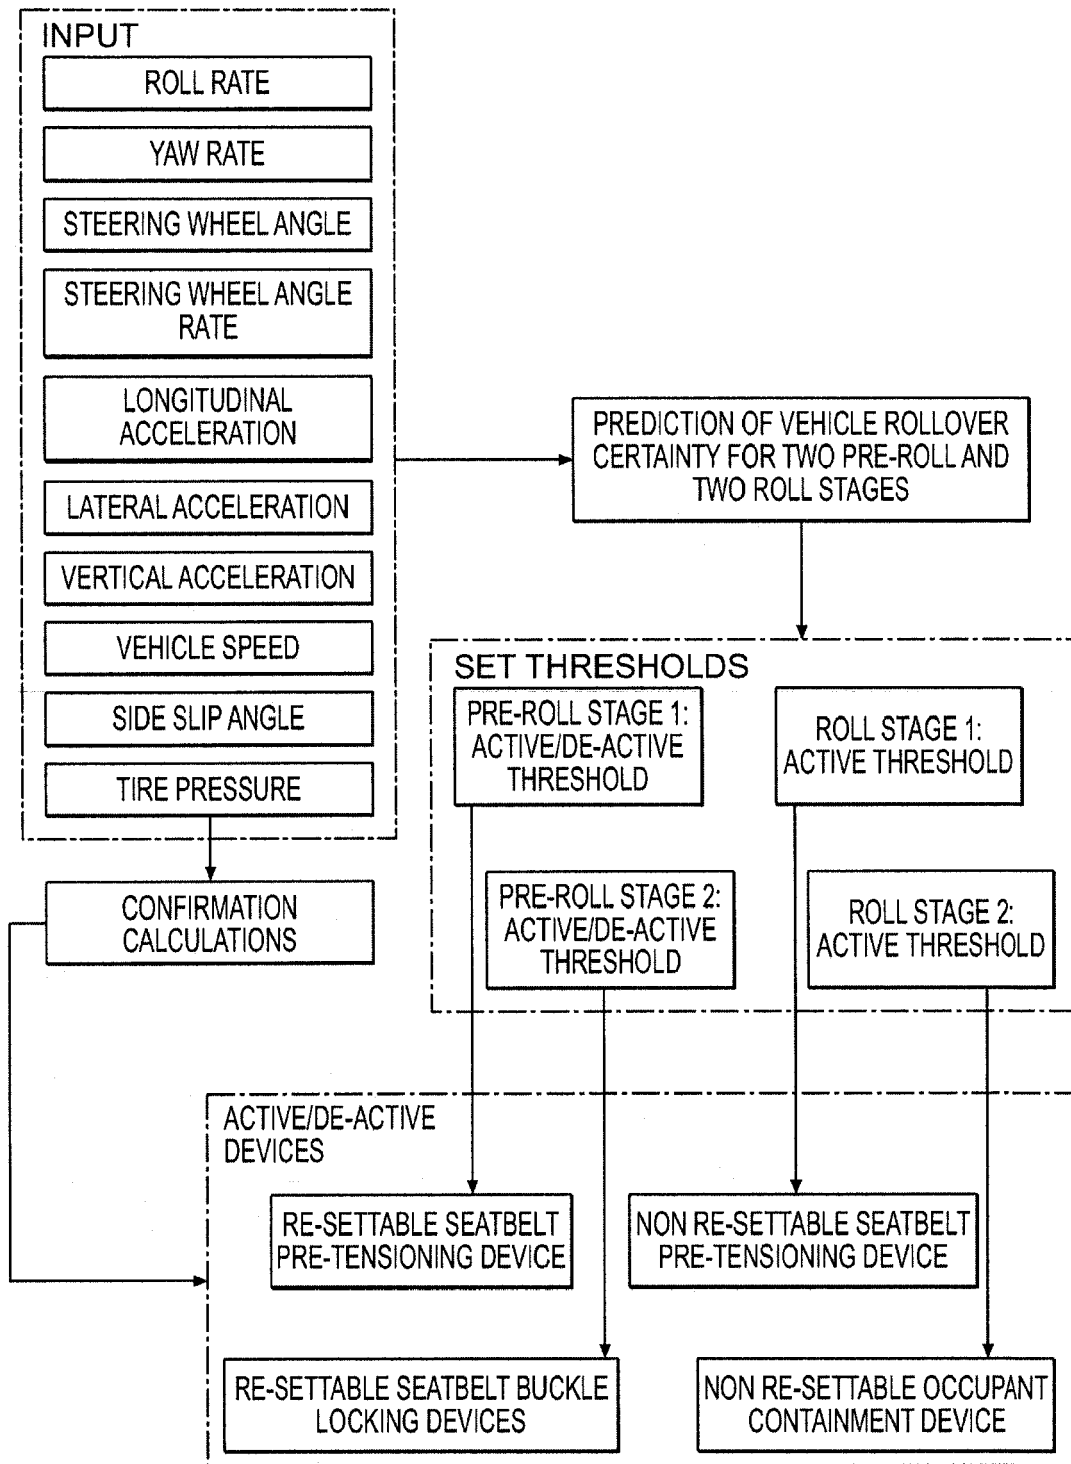 INPUT
ROLL RATE
YAW RATE
STEERING WHEEL ANGLE
STEERING WHEEL ANGLE
RATE
LONGITUDINAL
ACCELERATION
LATERAL ACCELERATION
VERTICAL ACCELERATION
VEHICLE SPEED
SIDE SLIP ANGLE
TIRE PRESSURE
CONFIRMATION
CALCULATIONS
PREDICTION OF VEHICLE ROLLOVER
CERTAINTY FOR TWO PRE-ROLL AND
TWO ROLL STAGES
SET THRESHOLDS
PRE-ROLL STAGE 1:
ACTIVE/DE-ACTIVE
THRESHOLD
ROLL STAGE 1:
ACTIVE THRESHOLD
PRE-ROLL STAGE 2:
ACTIVE/DE-ACTIVE
THRESHOLD
ROLL STAGE 2:
ACTIVE THRESHOLD
ACTIVE/DE-ACTIVE
DEVICES
RE-SETTABLE SEATBELT
PRE-TENSIONING DEVICE
NON RE-SETTABLE SEATBELT
PRE-TENSIONING DEVICE
RE-SETTABLE SEATBELT BUCKLE
LOCKING DEVICES
NON RE-SETTABLE OCCUPANT
CONTAINMENT DEVICE